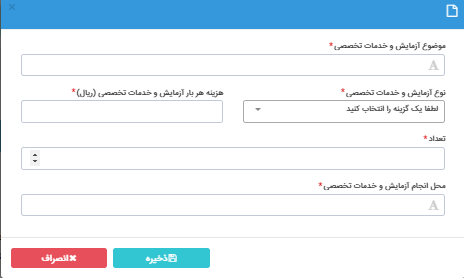 موضوع آزمایش و خدمات تخصصی*
نوع آزمایش و خدمات تخصصی*
لطفا یک گزینه را انتخاب کنید
هزینه هر بار آزمایش و خدمات تخصصی (ریال)*
تعداد*
محل انجام آزمایش و خدمات تخصصی*
ذخیره
انصراف